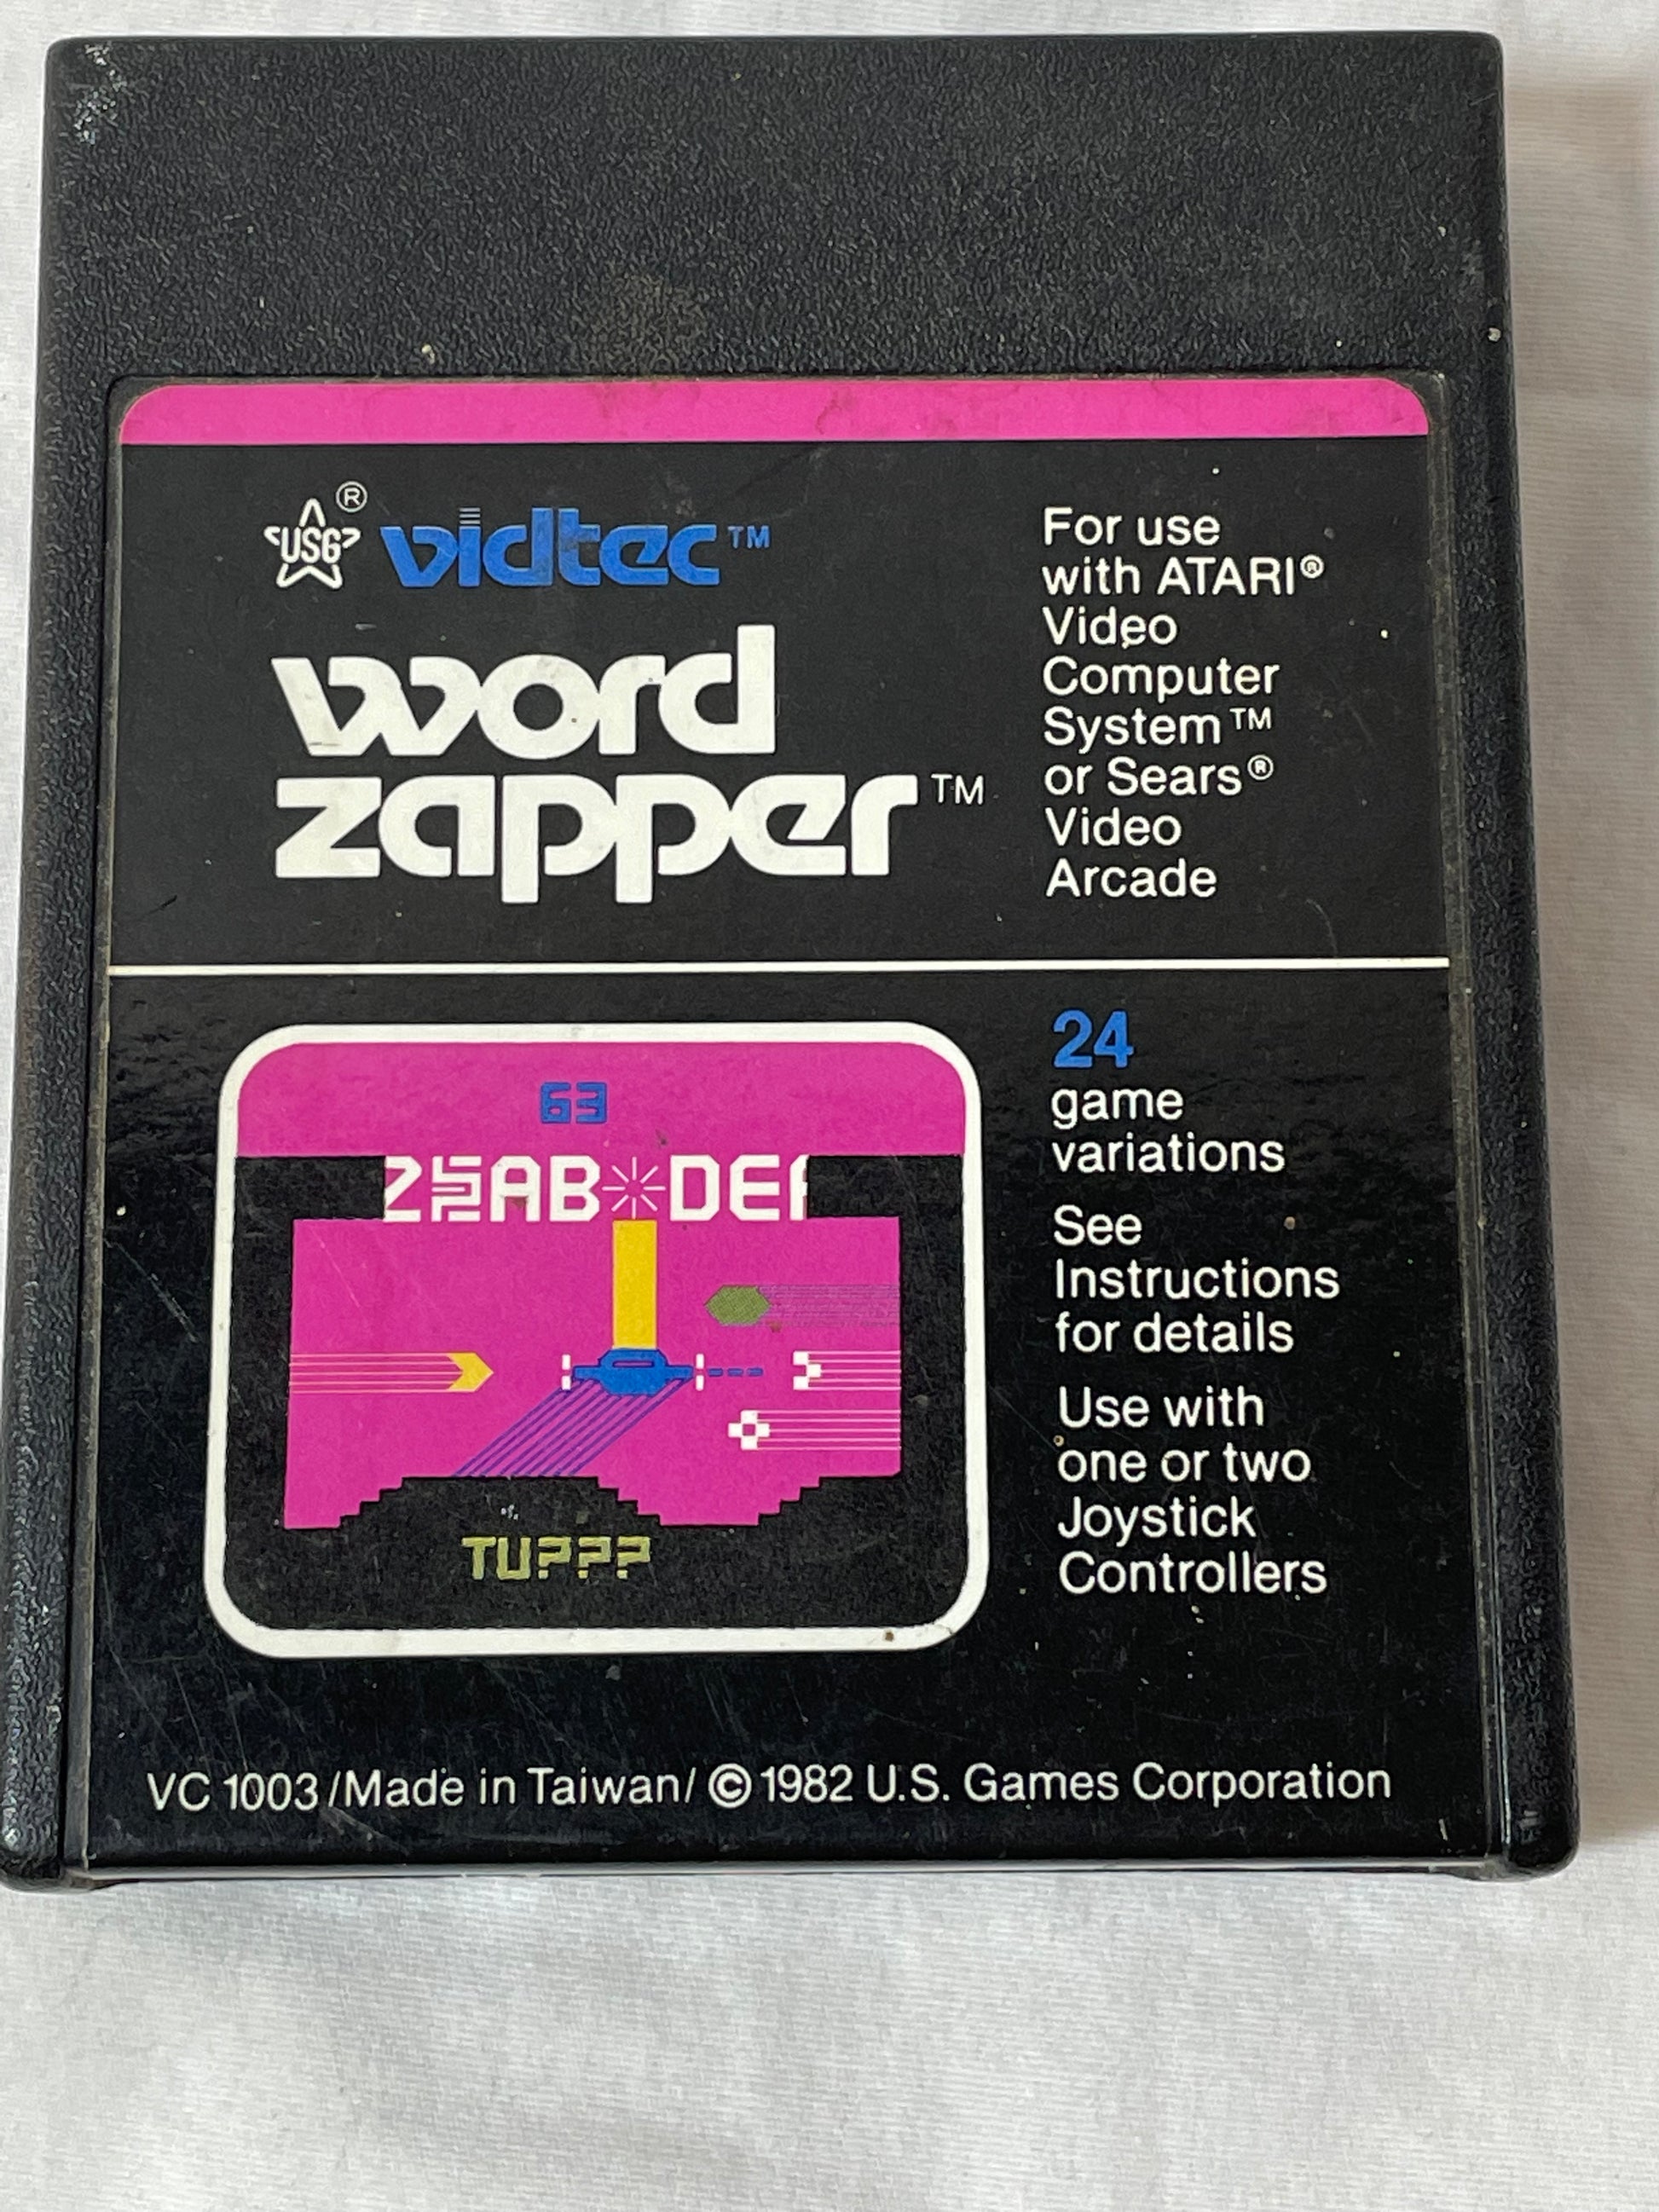 USG® vidtec™
word
zapper™
For use
with ATARI®
Video
Computer
System™
or Sears®
Video
Arcade
63
ZAB DE
TU???
24
game
variations
See
Instructions
for details
Use with
one or two
Joystick
Controllers
VC 1003/Made in Taiwan/ © 1982 U.S. Games Corporation